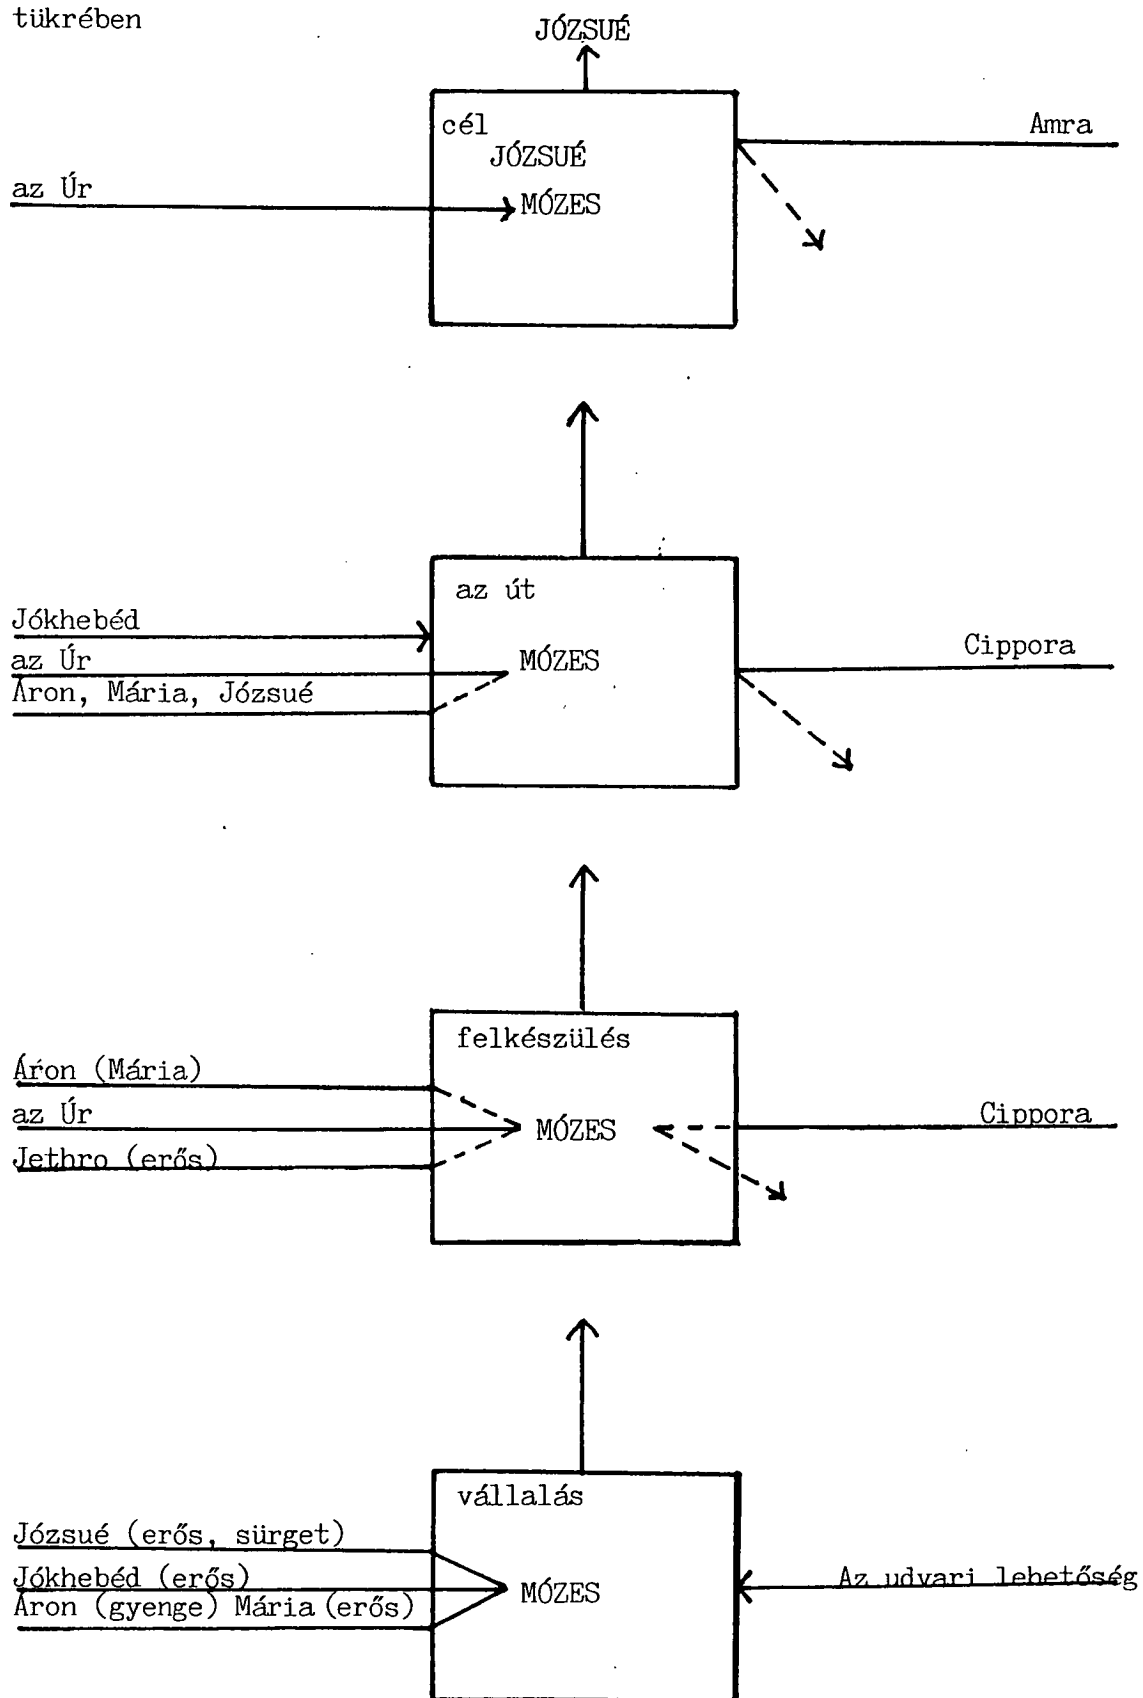 tükrében
JÓZSUÉ
cél
Amra
JÓZSUÉ
az Úr
MÓZES
az út
Jókhebéd
az Úr
MÓZES
Cippora
Áron, Mária, Józsué
felkészülés
Áron (Mária)
az Úr
MÓZES
Cippora
Jethro (erős)
vállalás
Józsué (erős, sürget)
Jókhebéd (erős)
MÓZES
Az udvari lehetőség
Áron (gyenge) Mária (erős)